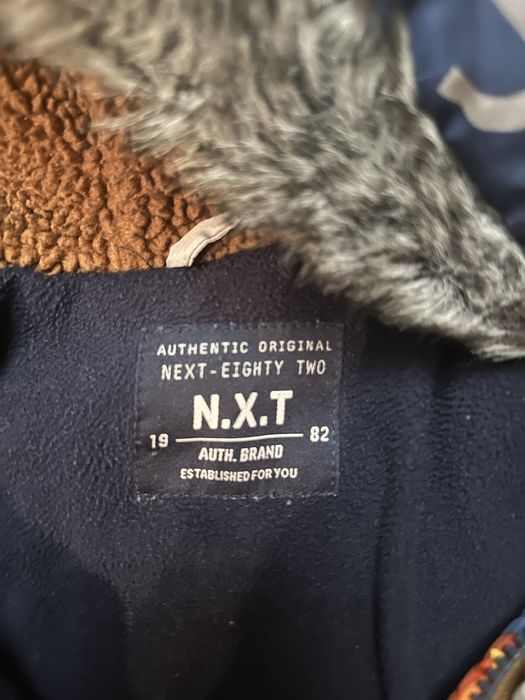 AUTHENTIC ORIGINAL
NEXT-EIGHTY TWO
N.X.T
19 82
AUTH. BRAND
ESTABLISHED FOR YOU